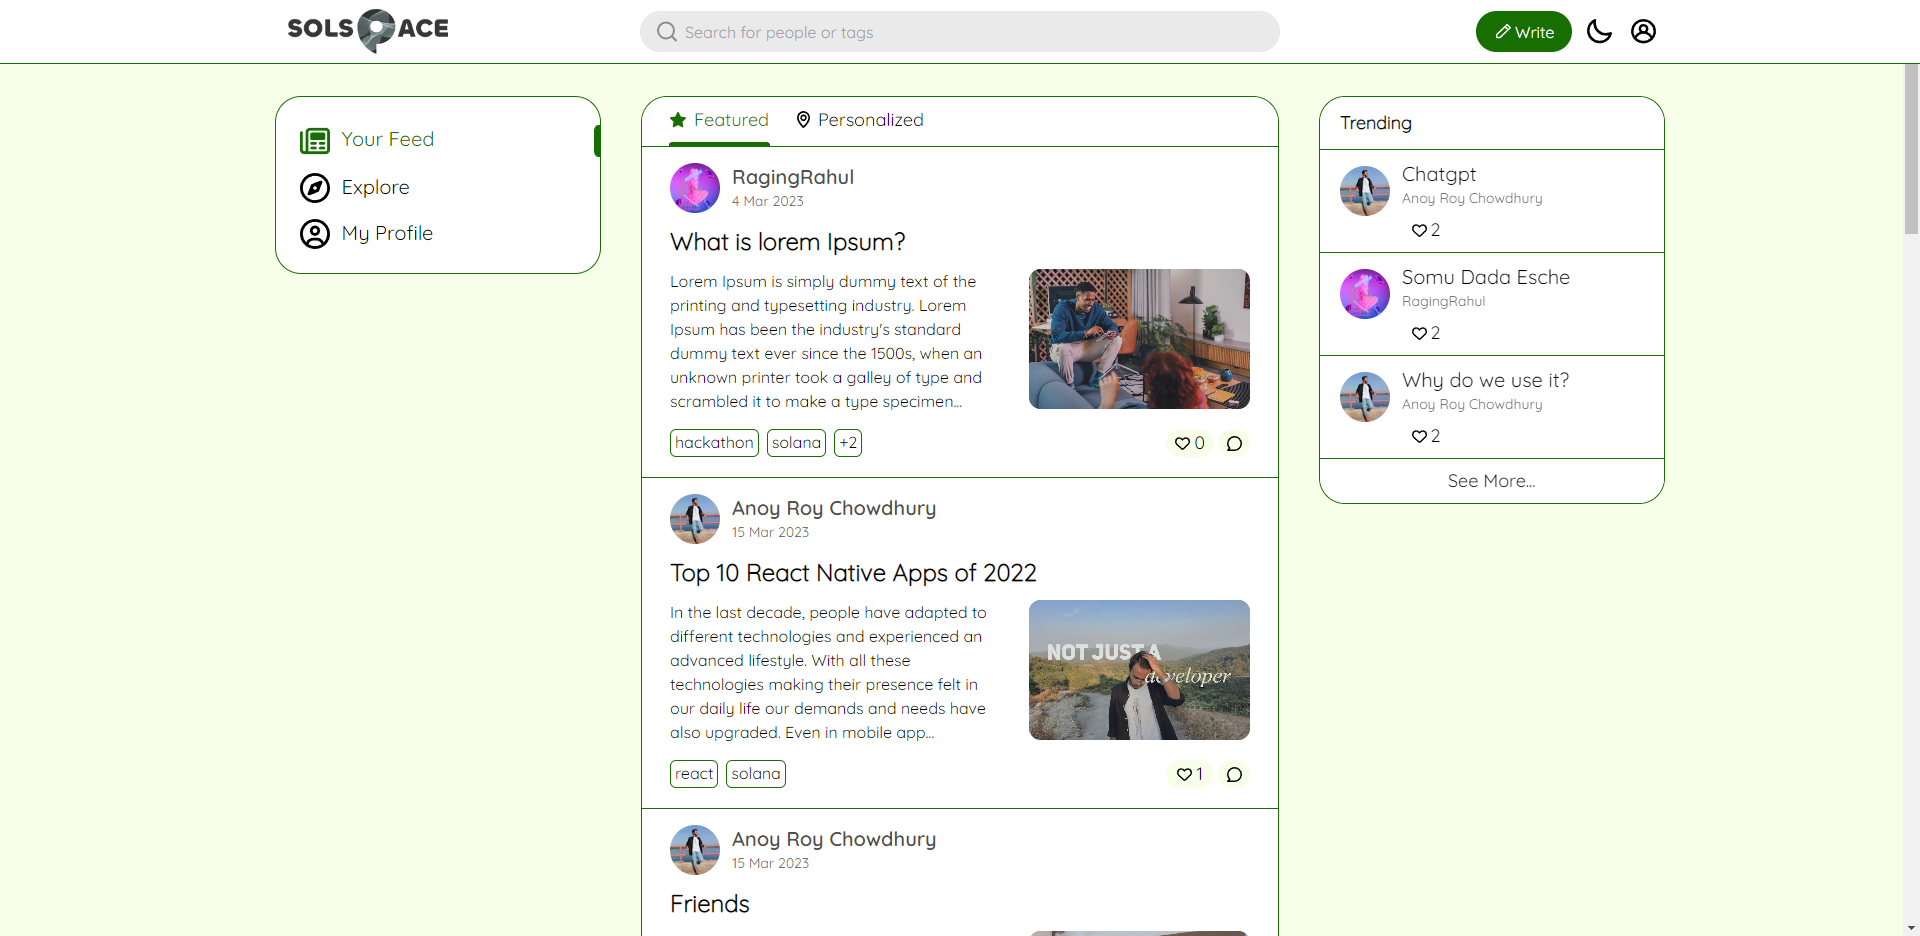 SOLSPACE
Search for people or tags
Write
Your Feed
Explore
My Profile
Featured
Personalized
RagingRahul
4 Mar 2023
What is lorem Ipsum?
Lorem Ipsum is simply dummy text of the
printing and typesetting industry. Lorem
Ipsum has been the industry's standard
dummy text ever since the 1500s, when an
unknown printer took a galley of type and
scrambled it to make a type specimen...
hackathon
solana
+2
0
Anoy Roy Chowdhury
15 Mar 2023
Top 10 React Native Apps of 2022
In the last decade, people have adapted to
different technologies and experienced an
advanced lifestyle. With all these
technologies making their presence felt in
our daily life our demands and needs have
also upgraded. Even in mobile app...
NOT JUST A
developer
react
solana
1
Anoy Roy Chowdhury
15 Mar 2023
Friends
Trending
Chatgpt
Anoy Roy Chowdhury
2
Somu Dada Esche
RagingRahul
2
Why do we use it?
Anoy Roy Chowdhury
2
See More...